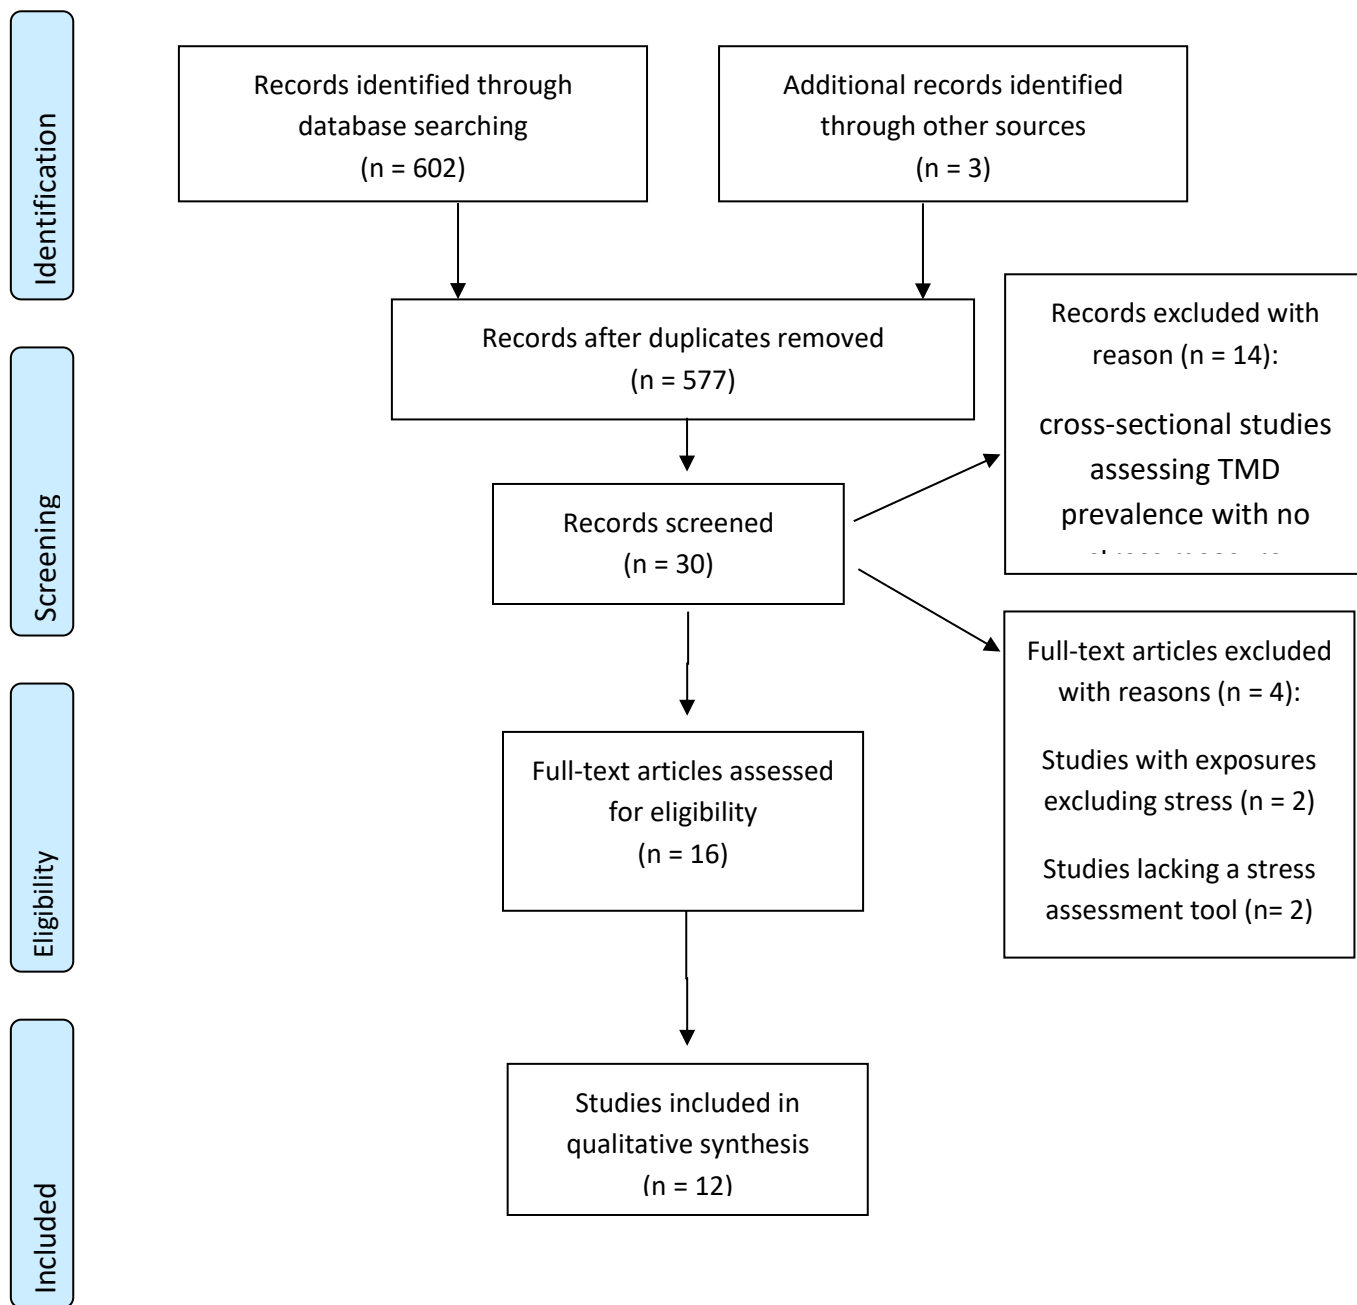 Identification
Records identified through
database searching
(n = 602)
Additional records identified
through other sources
(n = 3)
Records after duplicates removed
(n = 577)
Records excluded with
reason (n = 14):
cross-sectional studies
assessing TMD
prevalence with no
Screening
Records screened
(n = 30)
Full-text articles excluded
with reasons (n = 4):
Studies with exposures
excluding stress (n = 2)
Studies lacking a stress
assessment tool (n= 2)
Eligibility
Full-text articles assessed
for eligibility
(n = 16)
Included
Studies included in
qualitative synthesis
(n = 12)